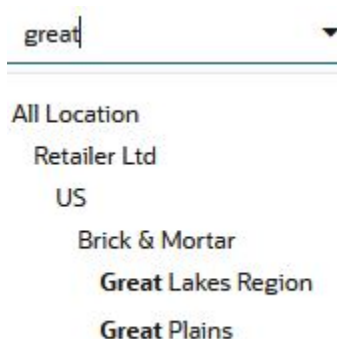 great
All Location
Retailer Ltd
US
Brick & Mortar
Great Lakes Region
Great Plains